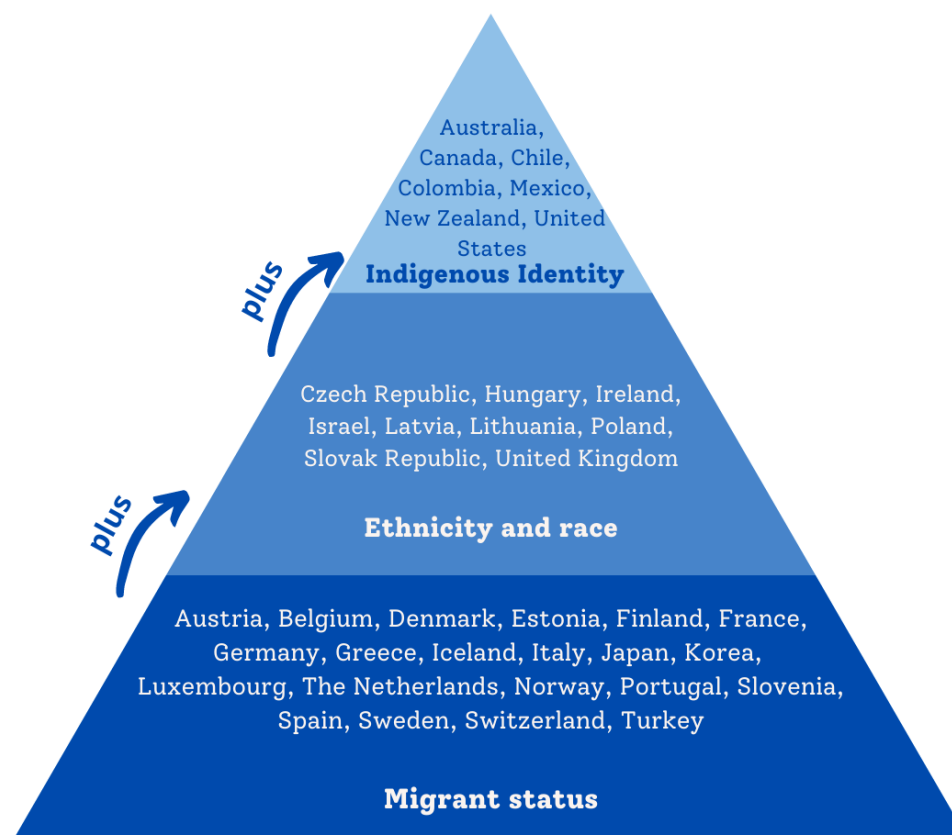 Australia,
Canada, Chile,
Colombia, Mexico,
New Zealand, United
States
Indigenous Identity
plus
Czech Republic, Hungary, Ireland,
Israel, Latvia, Lithuania, Poland,
Slovak Republic, United Kingdom
Ethnicity and race
plus
Austria, Belgium, Denmark, Estonia, Finland, France,
Germany, Greece, Iceland, Italy, Japan, Korea,
Luxembourg, The Netherlands, Norway, Portugal, Slovenia,
Spain, Sweden, Switzerland, Turkey
Migrant status